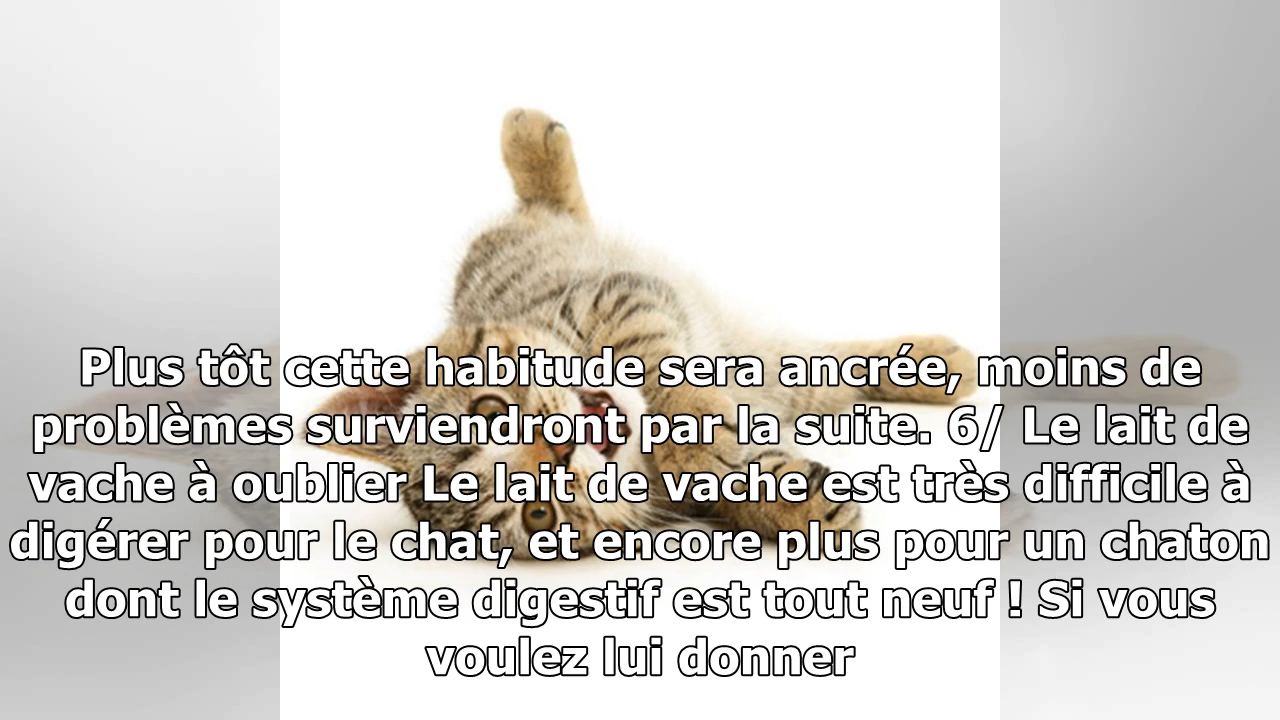 Plus tôt cette habitude sera ancrée, moins de
problèmes surviendront par la suite. 6/ Le lait de
vache à oublier Le lait de vache est très difficile à
digérer pour le chat, et encore plus pour un chaton
dont le système digestif est tout neuf ! Si vous
voulez lui donner